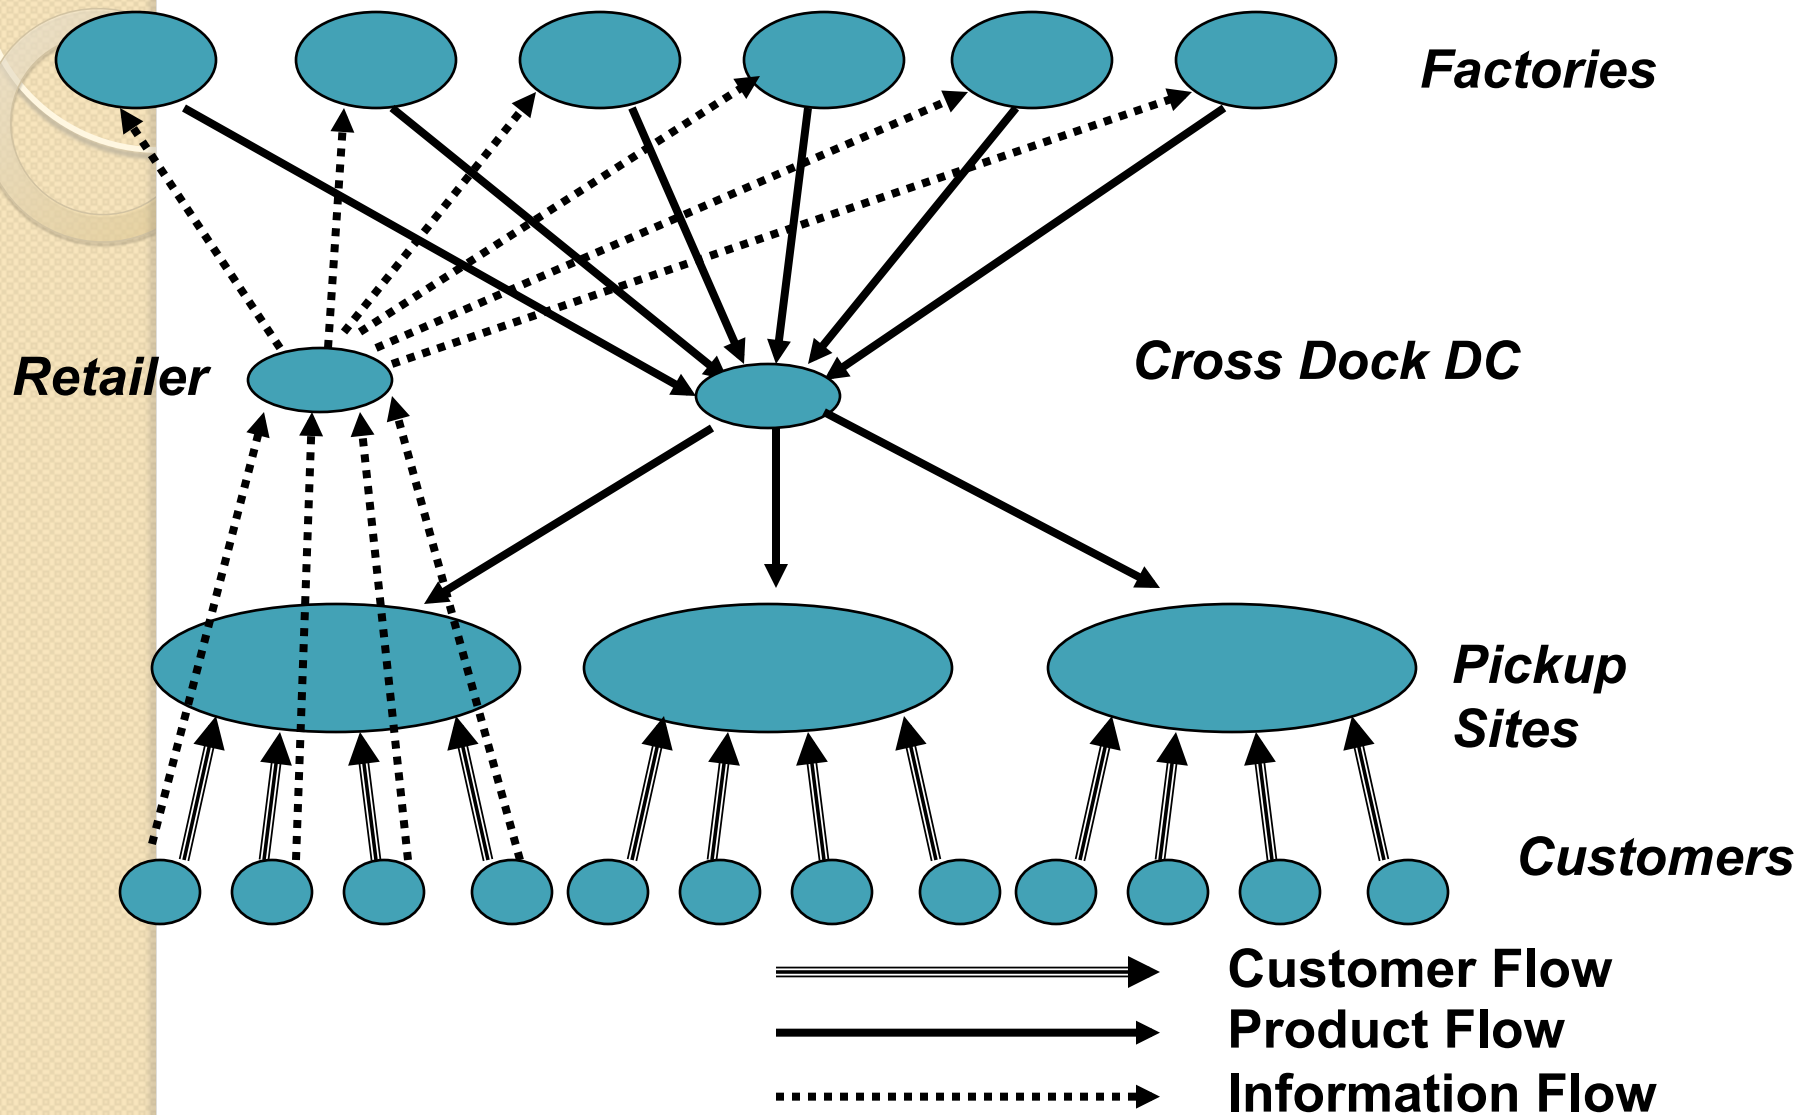 Factories
Retailer
Cross Dock DC
Pickup
Sites
Customers
Customer Flow
Product Flow
Information Flow